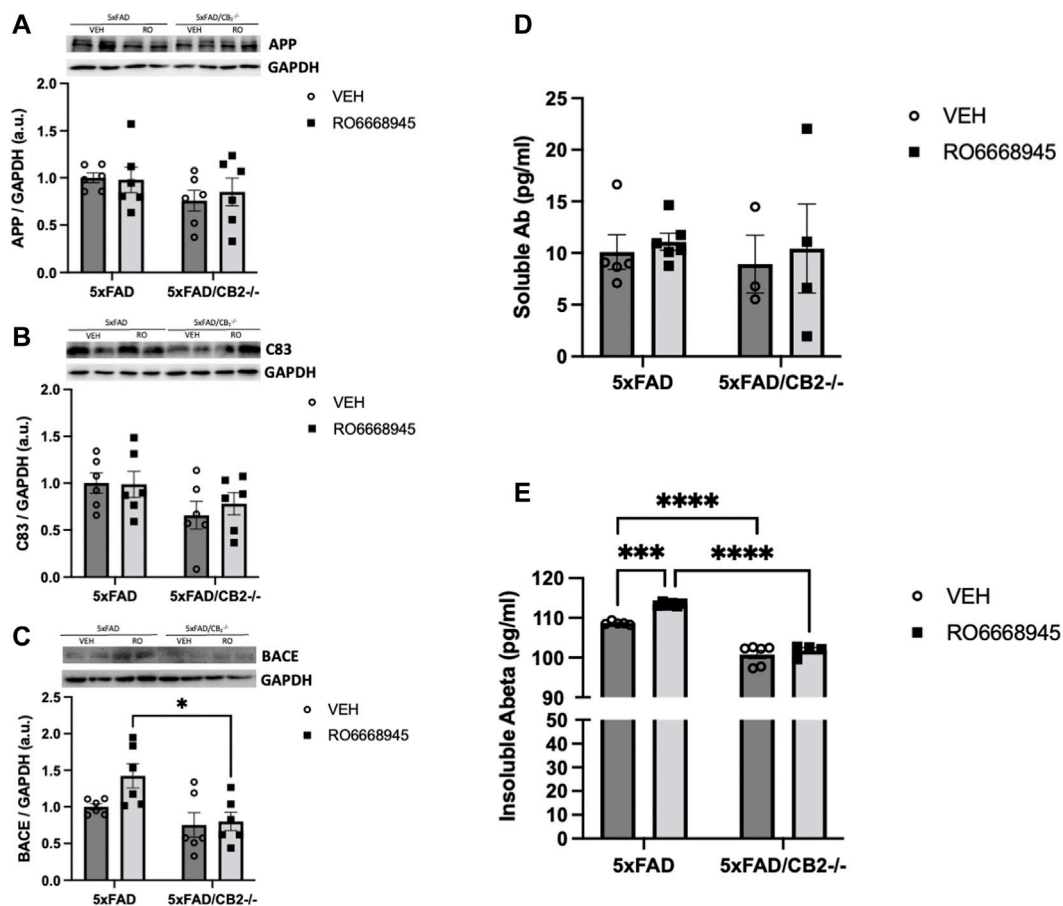 A
5xFAD 5xFAD/CB₂⁻/⁻
VEH RO VEH RO
APP
GAPDH
2.0
1.5
1.0
0.5
0.0
APP / GAPDH (a.u.)
VEH
RO6668945
5xFAD 5xFAD/CB2-/-
B
5xFAD 5xFAD/CB₂⁻/⁻
VEH RO VEH RO
C83
GAPDH
2.0
1.5
1.0
0.5
0.0
C83 / GAPDH (a.u.)
VEH
RO6668945
5xFAD 5xFAD/CB2-/-
C
5xFAD 5xFAD/CB₂⁻/⁻
VEH RO VEH RO
BACE
GAPDH
2.5
2.0
1.5
1.0
0.5
0.0
BACE / GAPDH (a.u.)
*
VEH
RO6668945
5xFAD 5xFAD/CB2-/-
D
25
20
15
10
5
0
Soluble Ab (pg/ml)
VEH
RO6668945
5xFAD 5xFAD/CB2-/-
E
****
*** ****
120
110
100
90
50
40
30
20
10
0
Insoluble Abeta (pg/ml)
VEH
RO6668945
5xFAD 5xFAD/CB2-/-